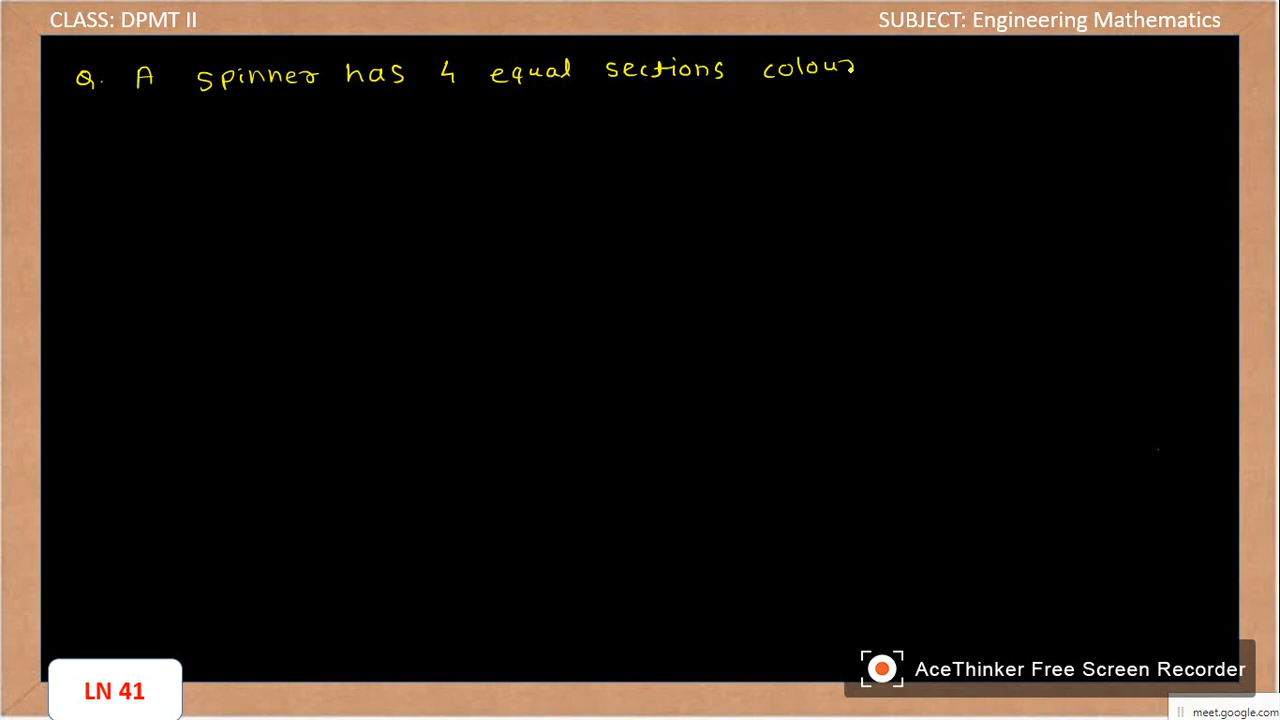 CLASS: DPMT II
SUBJECT: Engineering Mathematics
Q. A spinner has 4 equal sections colour
AceThinker Free Screen Recorder
LN 41
meet.google.com